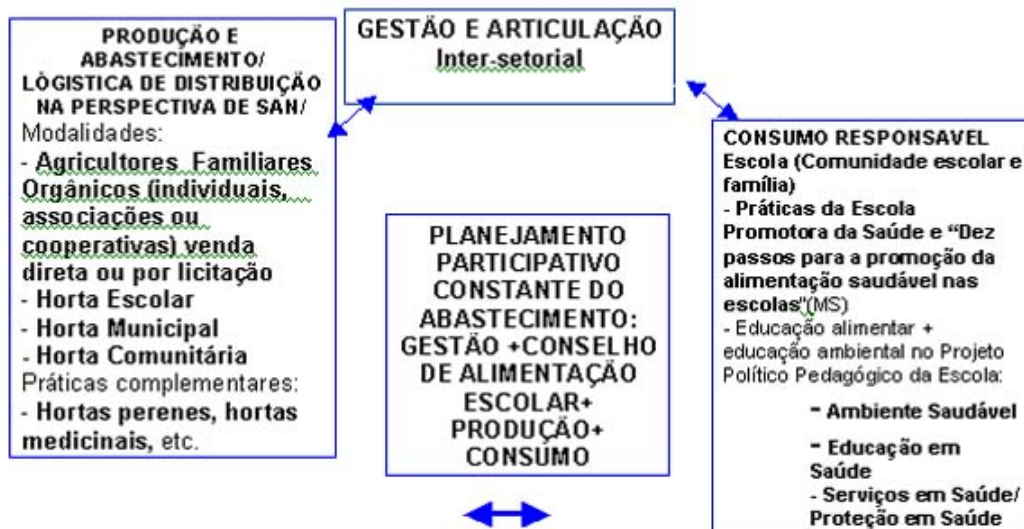 PRODUÇÃO E
ABASTECIMENTO/
LÓGISTICA DE DISTRIBUIÇÃO
NA PERSPECTIVA DE SAN/
Modalidades:
- Agricultores Familiares
Orgânicos (individuais,
associações ou
cooperativas) venda
direta ou por licitação
- Horta Escolar
- Horta Municipal
- Horta Comunitária
Práticas complementares:
- Hortas perenes, hortas
medicinais, etc.
GESTÃO E ARTICULAÇÃO
Inter-setorial
PLANEJAMENTO
PARTICIPATIVO
CONSTANTE DO
ABASTECIMENTO:
GESTÃO +CONSELHO
DE ALIMENTAÇÃO
ESCOLAR+
PRODUÇÃO+
CONSUMO
CONSUMO RESPONSAVEL
Escola (Comunidade escolar e
família)
- Práticas da Escola
Promotora da Saúde e “Dez
passos para a promoção da
alimentação saudável nas
escolas"(MS)
- Educação alimentar +
educação ambiental no Projeto
Político Pedagógico da Escola:
- Ambiente Saudável
- Educação em
Saúde
- Serviços em Saúde/
Proteção em Saúde